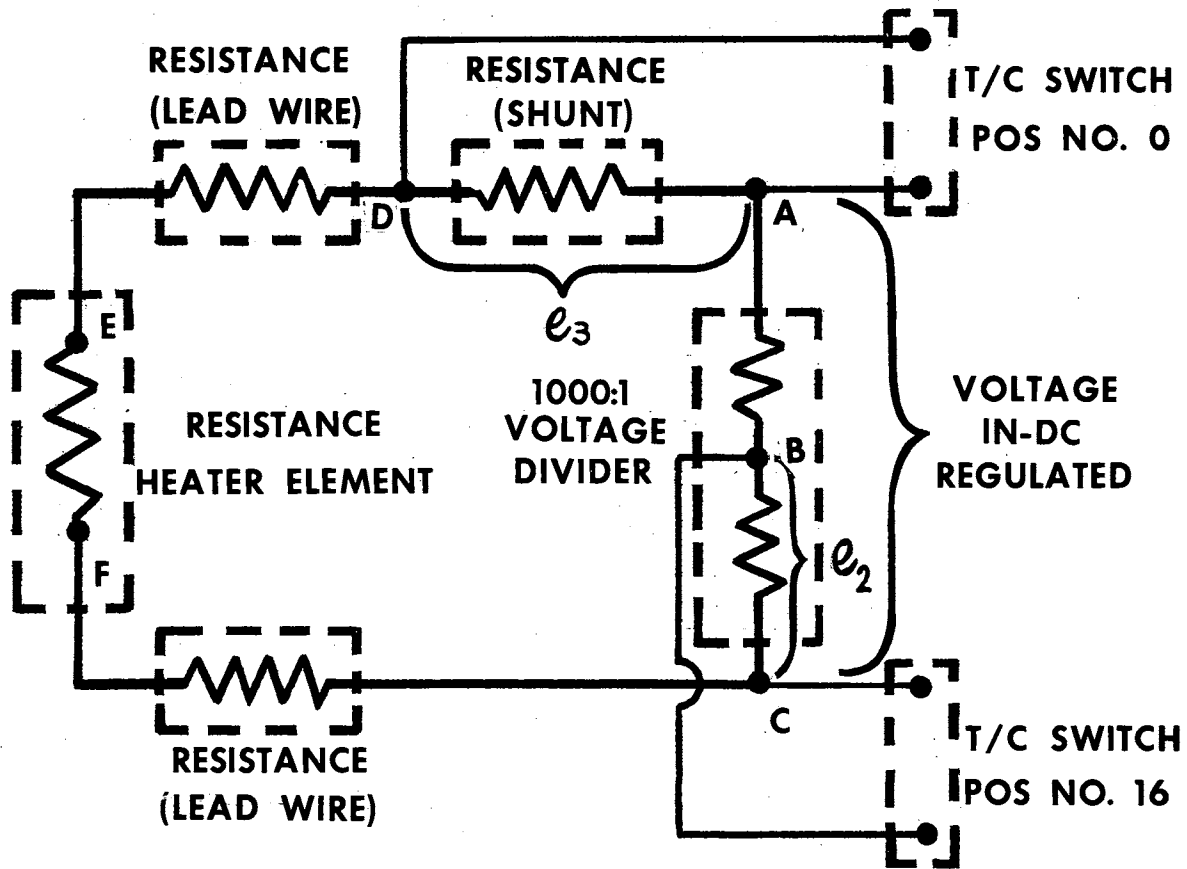 RESISTANCE
(LEAD WIRE)
RESISTANCE
(SHUNT)
T/C SWITCH
POS NO. 0
D
A
e3
E
RESISTANCE
HEATER ELEMENT
F
1000:1
VOLTAGE
DIVIDER
B
e2
VOLTAGE
IN-DC
REGULATED
C
RESISTANCE
(LEAD WIRE)
T/C SWITCH
POS NO. 16